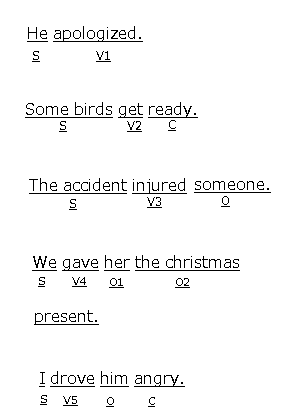 He apologized.
S V1
Some birds get ready.
S V2 C
The accident injured someone.
S V3 O
We gave her the christmas
S V4 O1 O2
present.
I drove him angry.
S V5 O C